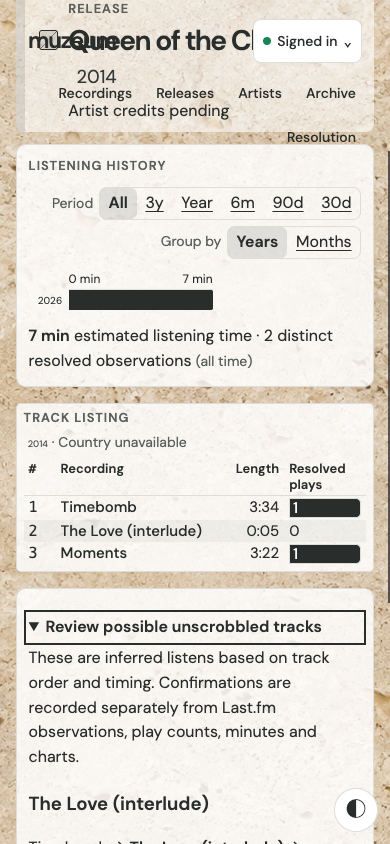 RELEASE
Queen of the Cl
Signed in
2014
Recordings Releases Artists Archive
Artist credits pending
Resolution
LISTENING HISTORY
Period All 3y Year 6m 90d 30d
Group by Years Months
0 min 7 min
2026
7 min estimated listening time · 2 distinct
resolved observations (all time)
TRACK LISTING
2014 · Country unavailable
# Recording Length Resolved
plays
1 Timebomb 3:34 1
2 The Love (interlude) 0:05 0
3 Moments 3:22 1
▼ Review possible unscrobbled tracks
These are inferred listens based on track
order and timing. Confirmations are
recorded separately from Last.fm
observations, play counts, minutes and
charts.
The Love (interlude)